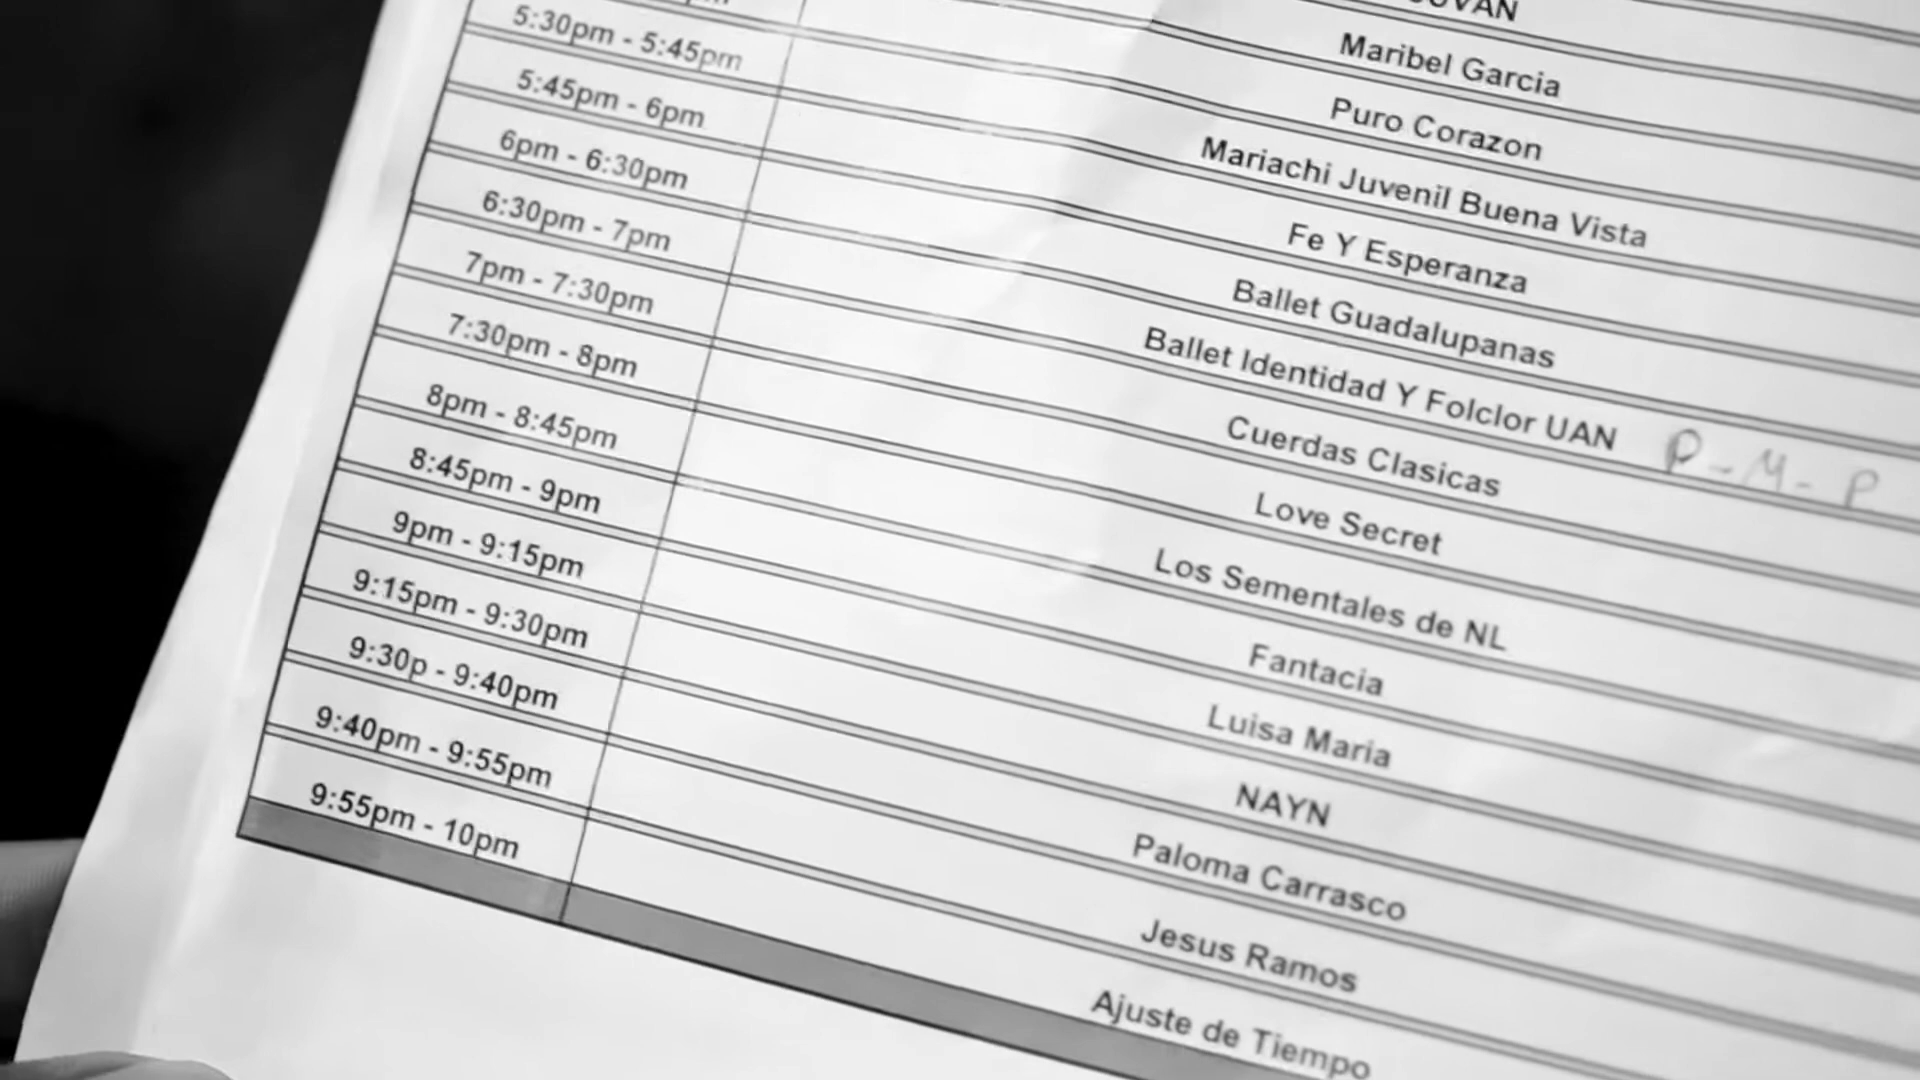 Maribel Garcia
Puro Corazon
5:30pm - 5:45pm Mariachi Juvenil Buena Vista
5:45pm - 6pm Fe Y Esperanza
6pm - 6:30pm Ballet Guadalupanas
6:30pm - 7pm Ballet Identidad Y Folclor UAN P-M-P
7pm - 7:30pm Cuerdas Clasicas
7:30pm - 8pm Love Secret
8pm - 8:45pm Los Sementales de NL
8:45pm - 9pm Fantacia
9pm - 9:15pm Luisa Maria
9:15pm - 9:30pm NAYN
9:30p - 9:40pm Paloma Carrasco
9:40pm - 9:55pm Jesus Ramos
9:55pm - 10pm Ajuste de Tiempo